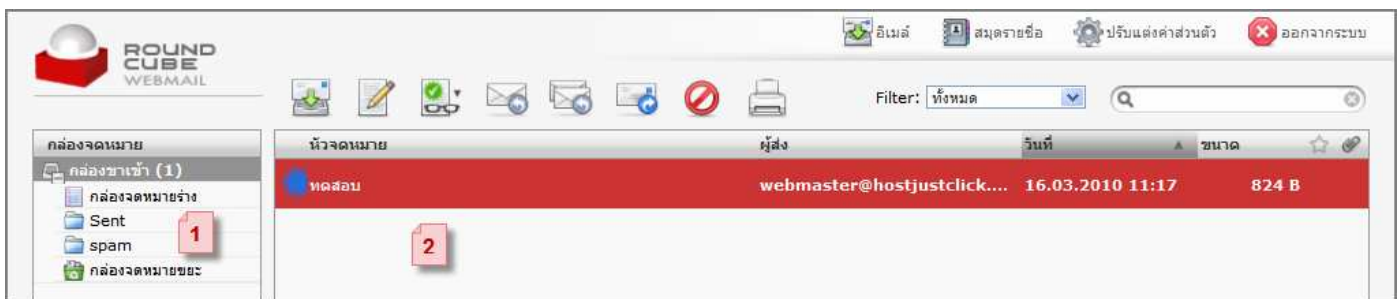 ROUND
CUBE
WEBMAIL
อีเมล์ สมุดรายชื่อ ปรับแต่งค่าส่วนตัว ออกจากระบบ
Filter: ทั้งหมด
กล่องจดหมาย
กล่องขาเข้า (1)
กล่องจดหมายร่าง
Sent
spam
กล่องจดหมายขยะ
1
หัวจดหมาย ผู้ส่ง วันที่ ขนาด
ทดสอบ webmaster@hostjustclick.... 16.03.2010 11:17 824 B
2